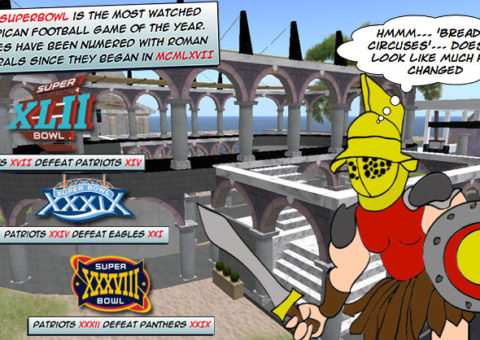 SUPERBOWL IS THE MOST WATCHED
RICAN FOOTBALL GAME OF THE YEAR.
ES HAVE BEEN NUMERED WITH ROMAN
RALS SINCE THEY BEGAN IN MCMLXVII
HMMM... 'BREAD
CIRCUSES'... DOES
LOOK LIKE MUCH H
CHANGED
SUPER
XLII
BOWL
S XVII DEFEAT PATRIOTS XIV
SUPER BOWL
XXXIX
PATRIOTS XXIV DEFEAT EAGLES XXI
SUPER
XXXVIII
BOWL
PATRIOTS XXXII DEFEAT PANTHERS XXIX